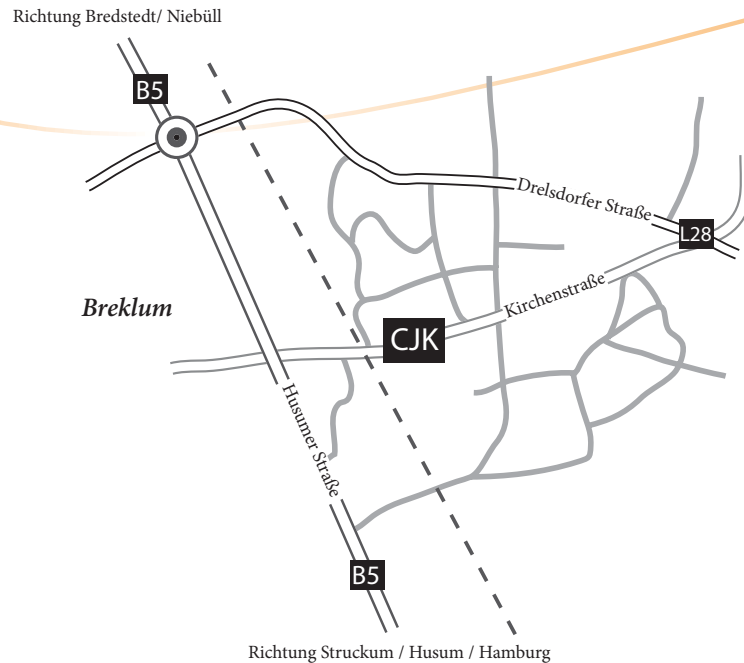 Richtung Bredstedt/ Niebüll
B5
Drelsdorfer Straße
L28
Kirchenstraße
Breklum
CJK
Husumer Straße
B5
Richtung Struckum / Husum / Hamburg